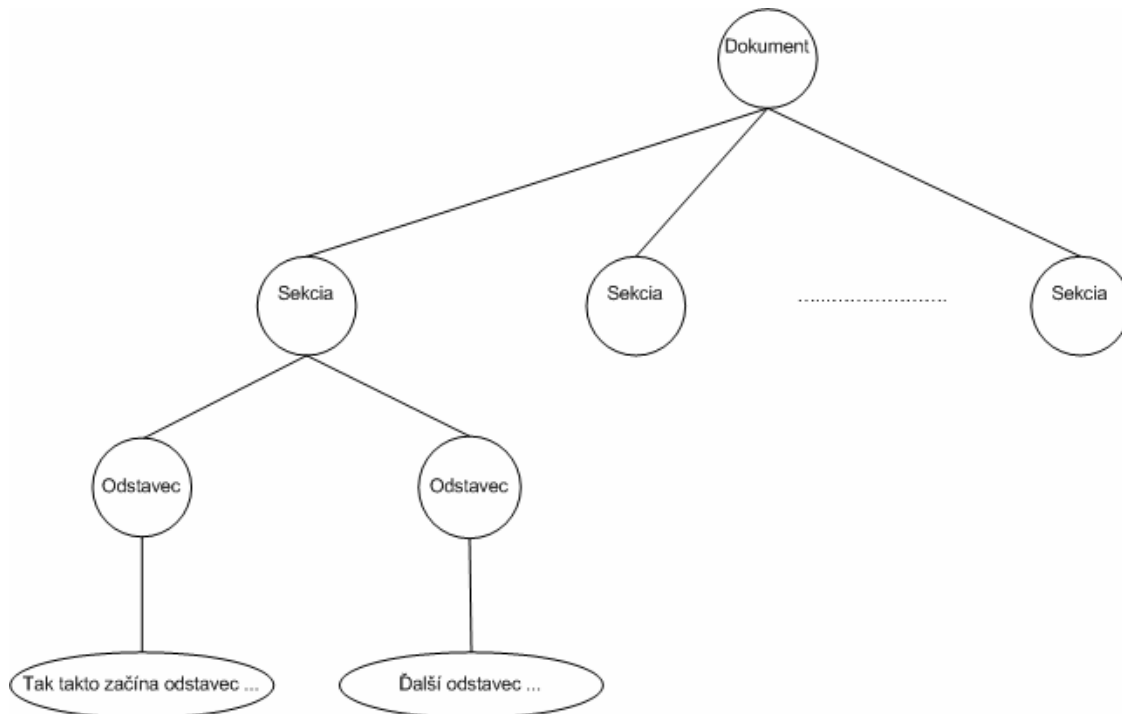 Dokument
Sekcia
Sekcia
Sekcia
Odstavec
Odstavec
Tak takto začína odstavec ...
Ďalší odstavec ...